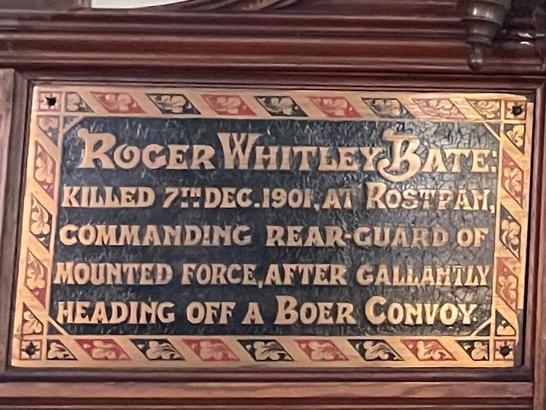 ROGER WHITLEY BATE:
KILLED 7TH DEC. 1901, AT ROSTPAN,
COMMANDING REAR-GUARD OF
MOUNTED FORCE, AFTER GALLANTLY
HEADING OFF A BOER CONVOY